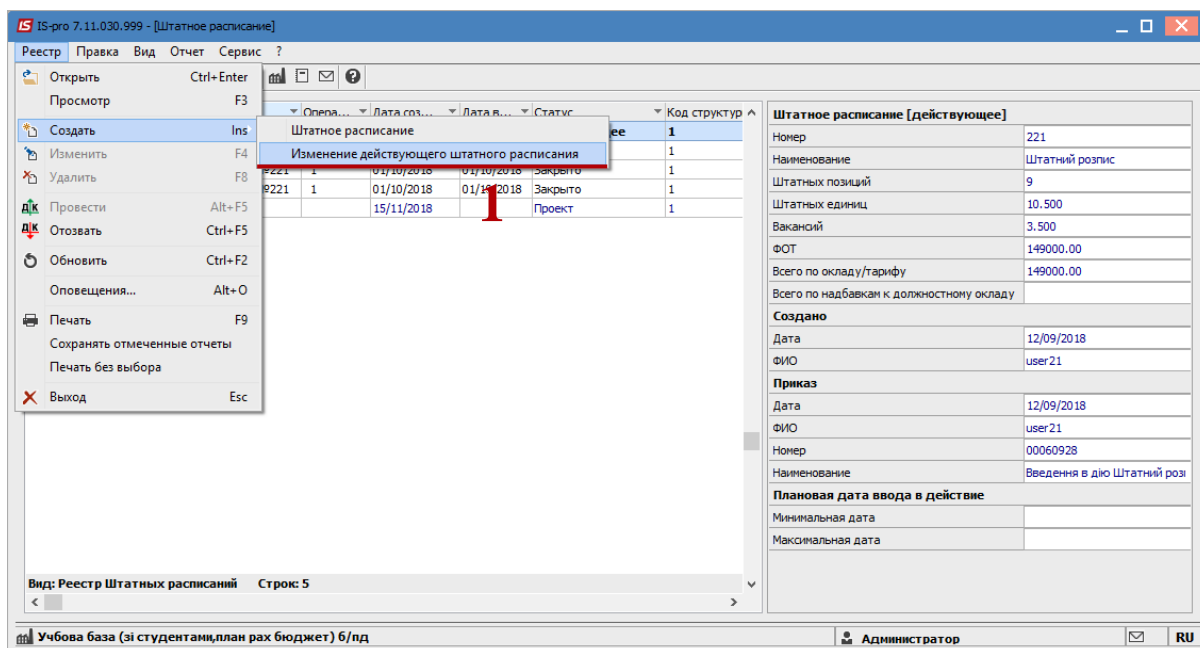 IS-pro 7.11.030.999 - [Штатное расписание]
Реестр Правка Вид Отчет Сервис ?
Открыть Ctrl+Enter
Просмотр F3
Создать Ins
Изменить F4
Удалить F8
Провести Alt+F5
Отозвать Ctrl+F5
Обновить Ctrl+F2
Оповещения... Alt+O
Печать F9
Сохранять отмеченные отчеты
Печать без выбора
Выход Esc
Штатное расписание
Изменение действующего штатного расписания
1
Опера... Дата соз... Дата в... Статус Код структур
ее 1
1
№221 1 01/10/2018 01/10/2018 Закрыто 1
№221 1 01/10/2018 01/10/2018 Закрыто 1
15/11/2018 Проект 1
Вид: Реестр Штатных расписаний Строк: 5
Штатное расписание [действующее]
Номер 221
Наименование Штатний розпис
Штатных позиций 9
Штатных единиц 10.500
Вакансий 3.500
ФОТ 149000.00
Всего по окладу/тарифу 149000.00
Всего по надбавкам к должностному окладу
Создано
Дата 12/09/2018
ФИО user21
Приказ
Дата 12/09/2018
ФИО user21
Номер 00060928
Наименование Введення в дію Штатний розп
Плановая дата ввода в действие
Минимальная дата
Максимальная дата
Учбова база (зі студентами,план рах бюджет) б/пд
Администратор
RU